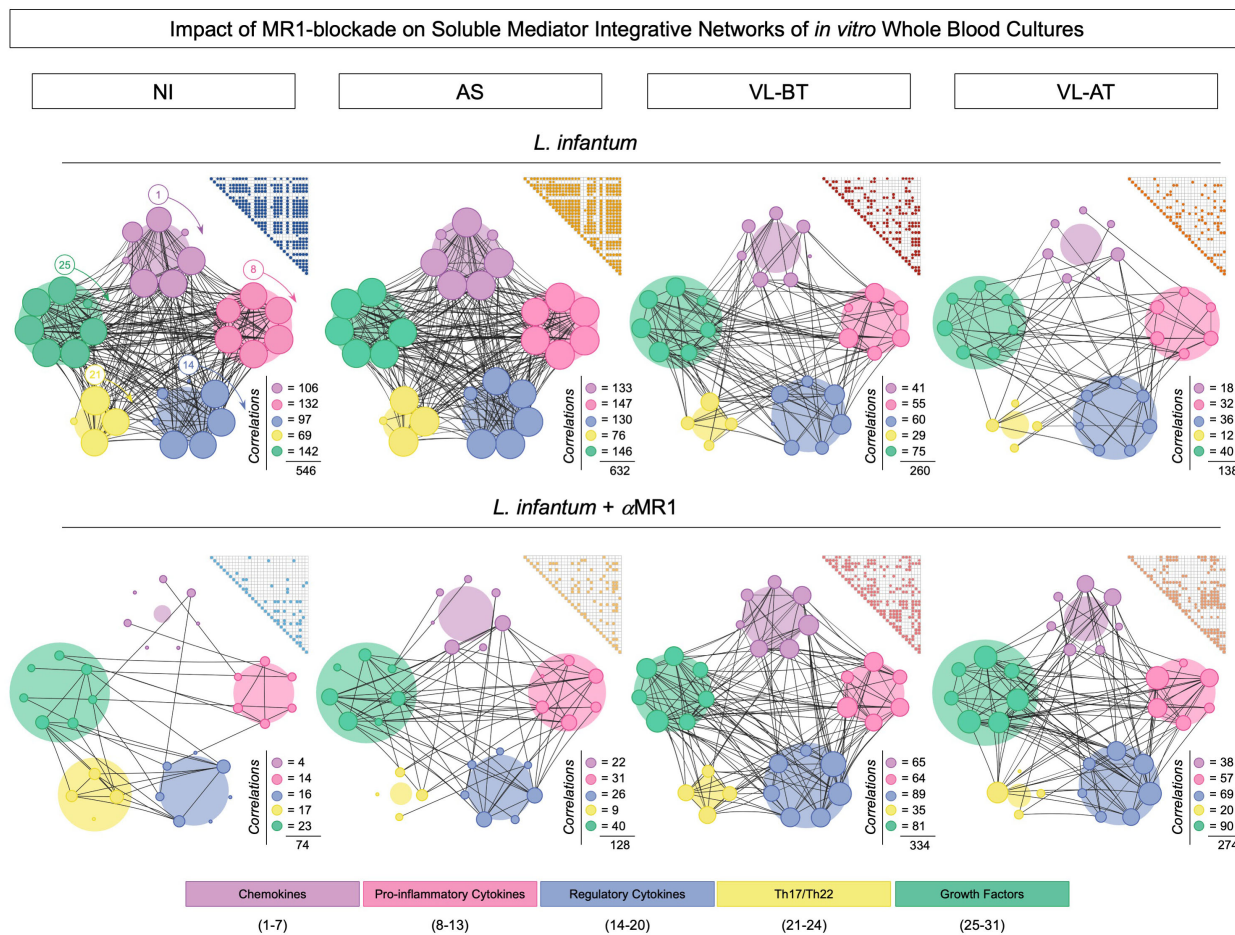 Impact of MR1-blockade on Soluble Mediator Integrative Networks of in vitro Whole Blood Cultures
NI
AS
VL-BT
VL-AT
L. infantum
1
25
8
21
14
Correlations
= 106
= 132
= 97
= 69
= 142
546
Correlations
= 133
= 147
= 130
= 76
= 146
632
Correlations
= 41
= 55
= 60
= 29
= 75
260
Correlations
= 18
= 32
= 36
= 12
= 40
138
L. infantum + αMR1
Correlations
= 4
= 14
= 16
= 17
= 23
74
Correlations
= 22
= 31
= 26
= 9
= 40
128
Correlations
= 65
= 64
= 89
= 35
= 81
334
Correlations
= 38
= 57
= 69
= 20
= 90
274
Chemokines
Pro-inflammatory Cytokines
Regulatory Cytokines
Th17/Th22
Growth Factors
(1-7)
(8-13)
(14-20)
(21-24)
(25-31)